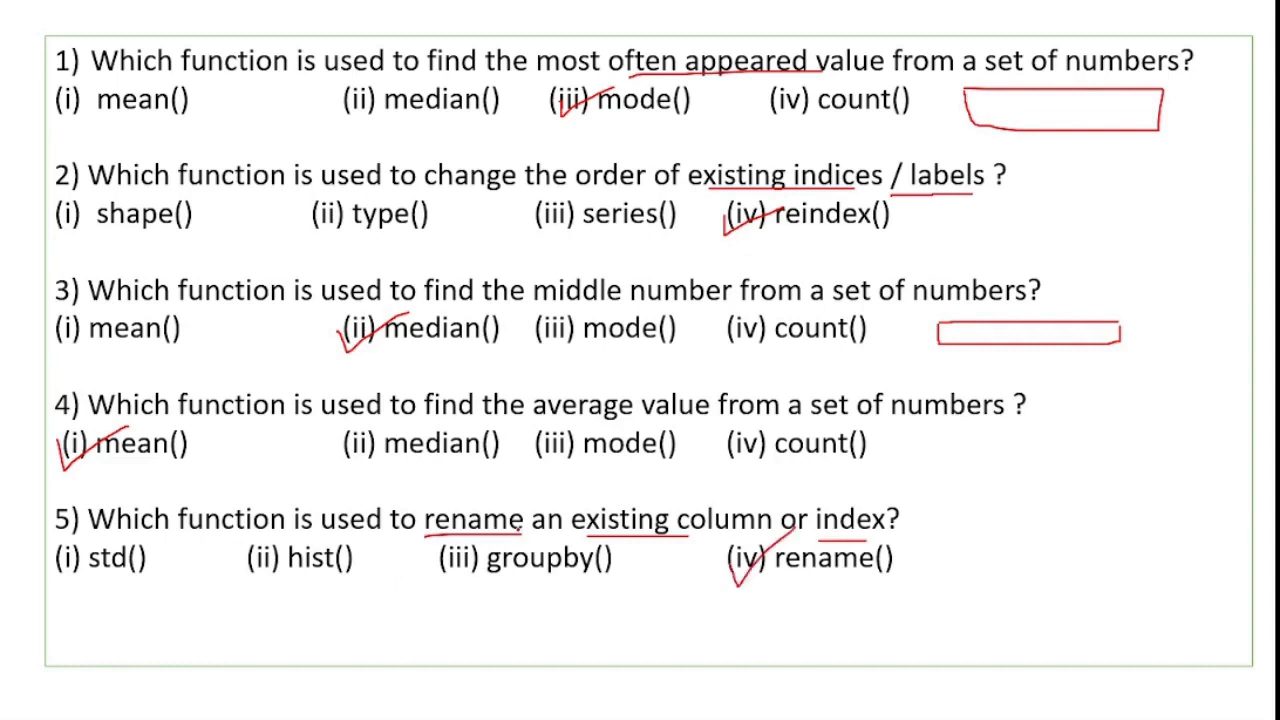 1) Which function is used to find the most often appeared value from a set of numbers?
(i) mean() (ii) median() (iii) mode() (iv) count()
2) Which function is used to change the order of existing indices / labels ?
(i) shape() (ii) type() (iii) series() (iv) reindex()
3) Which function is used to find the middle number from a set of numbers?
(i) mean() (ii) median() (iii) mode() (iv) count()
4) Which function is used to find the average value from a set of numbers ?
(i) mean() (ii) median() (iii) mode() (iv) count()
5) Which function is used to rename an existing column or index?
(i) std() (ii) hist() (iii) groupby() (iv) rename()